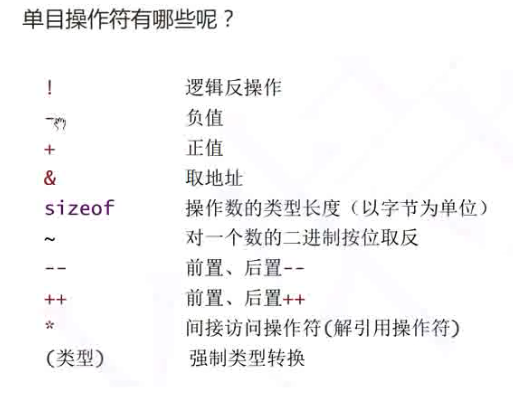 单目操作符有哪些呢？
! 逻辑反操作
- 负值
+ 正值
& 取地址
sizeof 操作数的类型长度（以字节为单位）
~ 对一个数的二进制按位取反
-- 前置、后置--
++ 前置、后置++
* 间接访问操作符(解引用操作符)
(类型) 强制类型转换